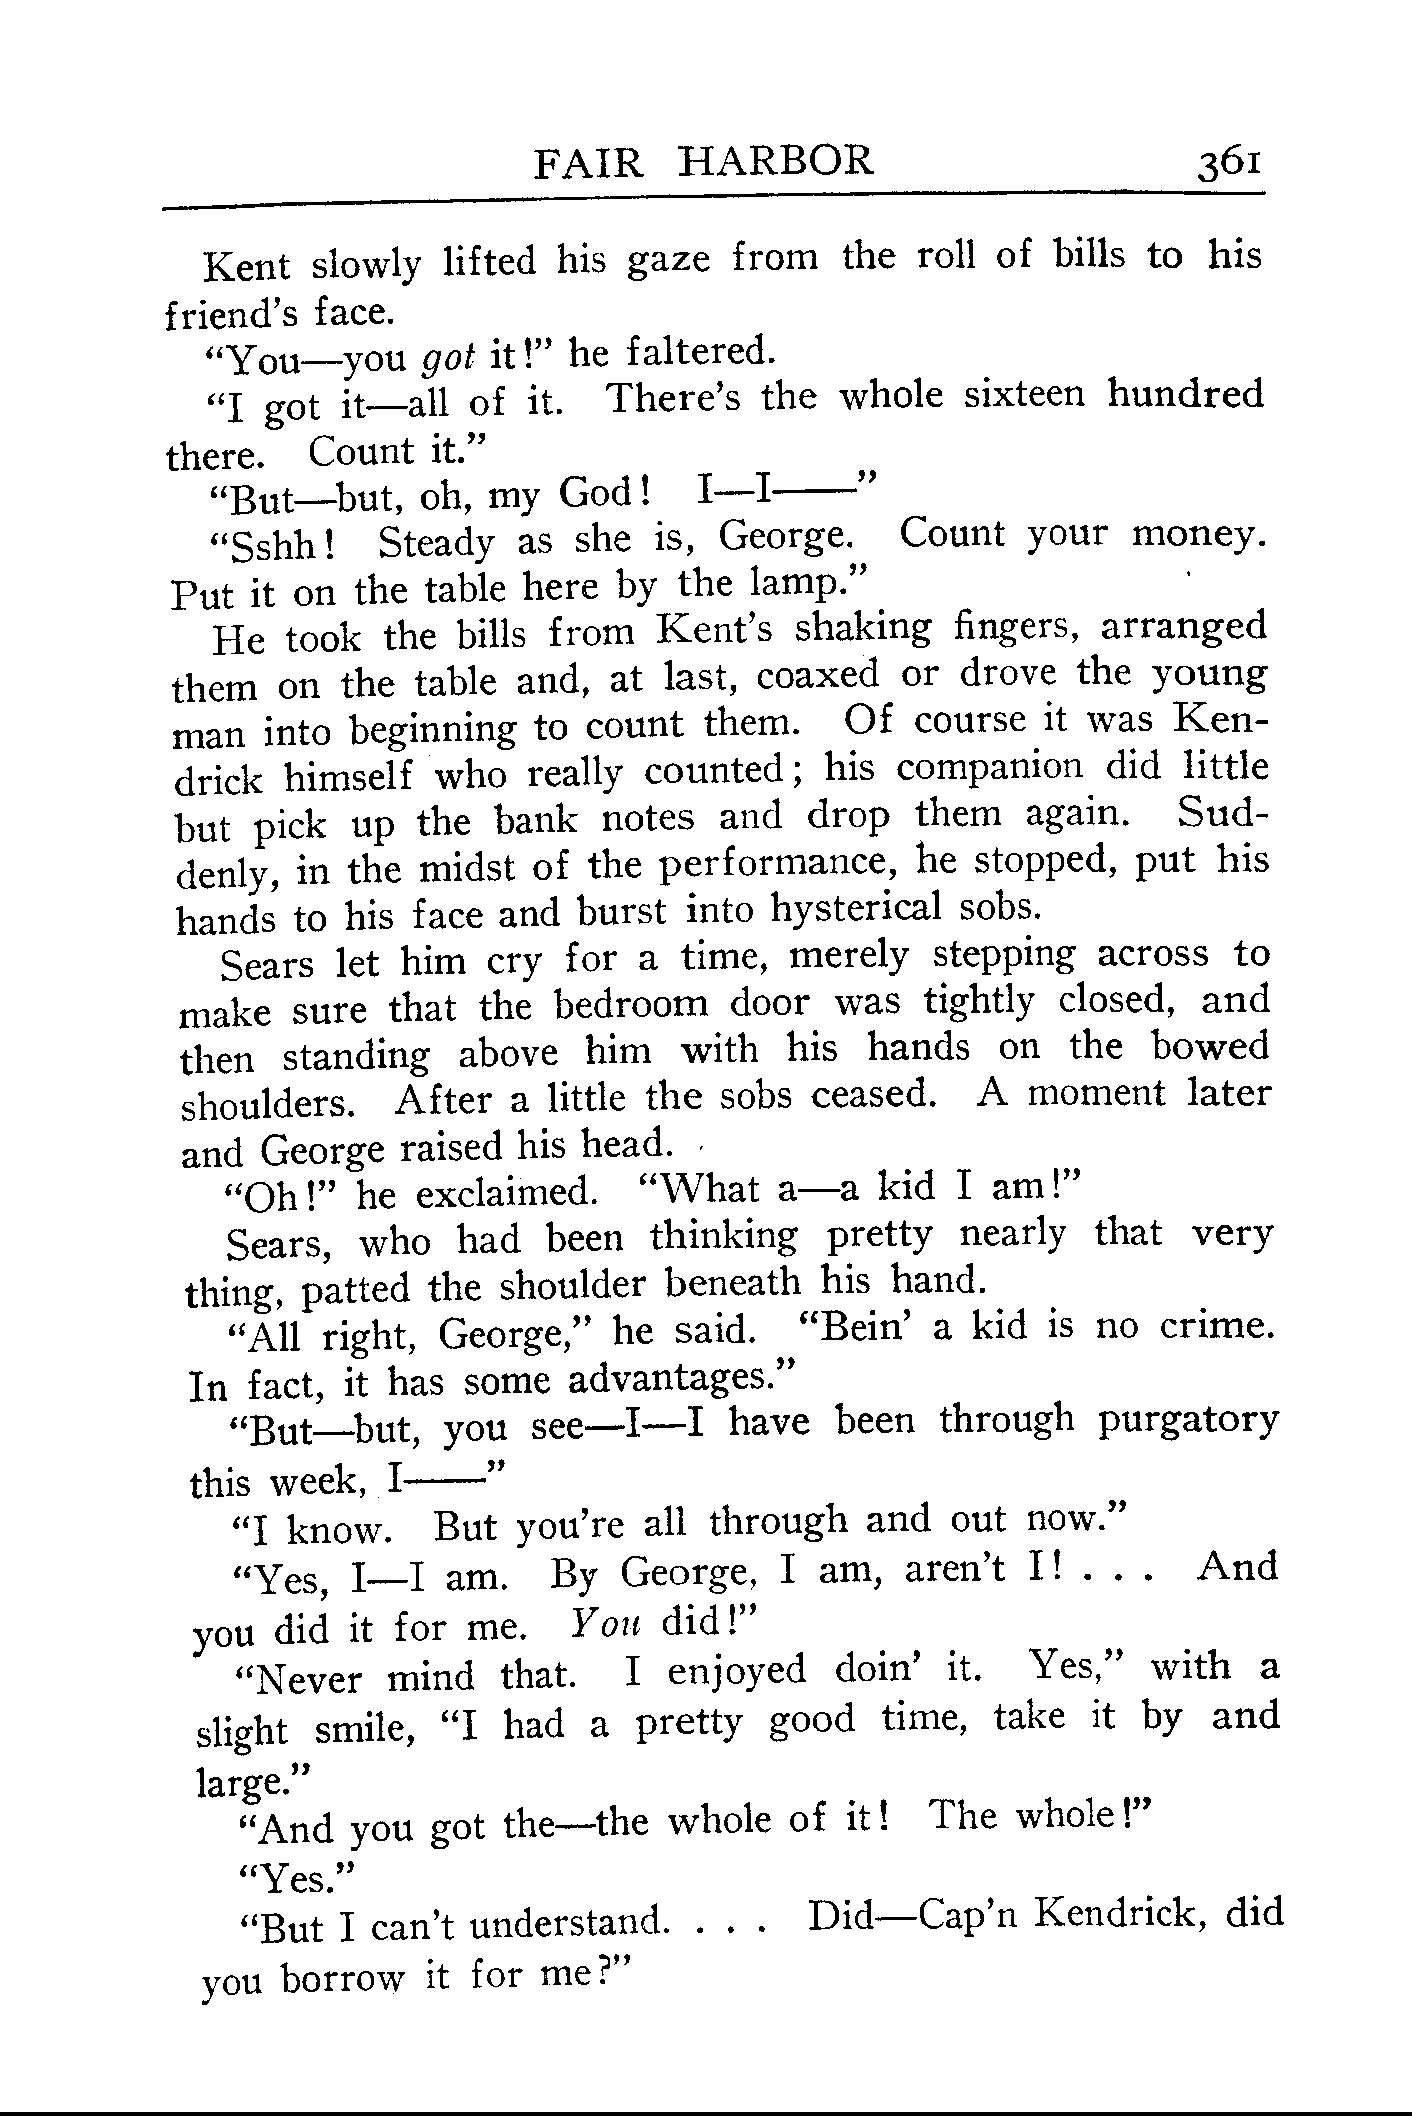 FAIR HARBOR 361
Kent slowly lifted his gaze from the roll of bills to his
friend's face.
“You—you got it!” he faltered.
“I got it—all of it. There's the whole sixteen hundred
there. Count it.”
“But—but, oh, my God! I—I——”
“Sshh! Steady as she is, George. Count your money.
Put it on the table here by the lamp.”
He took the bills from Kent's shaking fingers, arranged
them on the table and, at last, coaxed or drove the young
man into beginning to count them. Of course it was Ken-
drick himself who really counted; his companion did little
but pick up the bank notes and drop them again. Sud-
denly, in the midst of the performance, he stopped, put his
hands to his face and burst into hysterical sobs.
Sears let him cry for a time, merely stepping across to
make sure that the bedroom door was tightly closed, and
then standing above him with his hands on the bowed
shoulders. After a little the sobs ceased. A moment later
and George raised his head.
“Oh!” he exclaimed. “What a—a kid I am!”
Sears, who had been thinking pretty nearly that very
thing, patted the shoulder beneath his hand.
“All right, George,” he said. “Bein' a kid is no crime.
In fact, it has some advantages.”
“But—but, you see—I—I have been through purgatory
this week, I——”
“I know. But you're all through and out now.”
“Yes, I—I am. By George, I am, aren't I! . . . And
you did it for me. You did!”
“Never mind that. I enjoyed doin' it. Yes,” with a
slight smile, “I had a pretty good time, take it by and
large.”
“And you got the—the whole of it! The whole!”
“Yes.”
“But I can't understand. . . . Did—Cap'n Kendrick, did
you borrow it for me?”